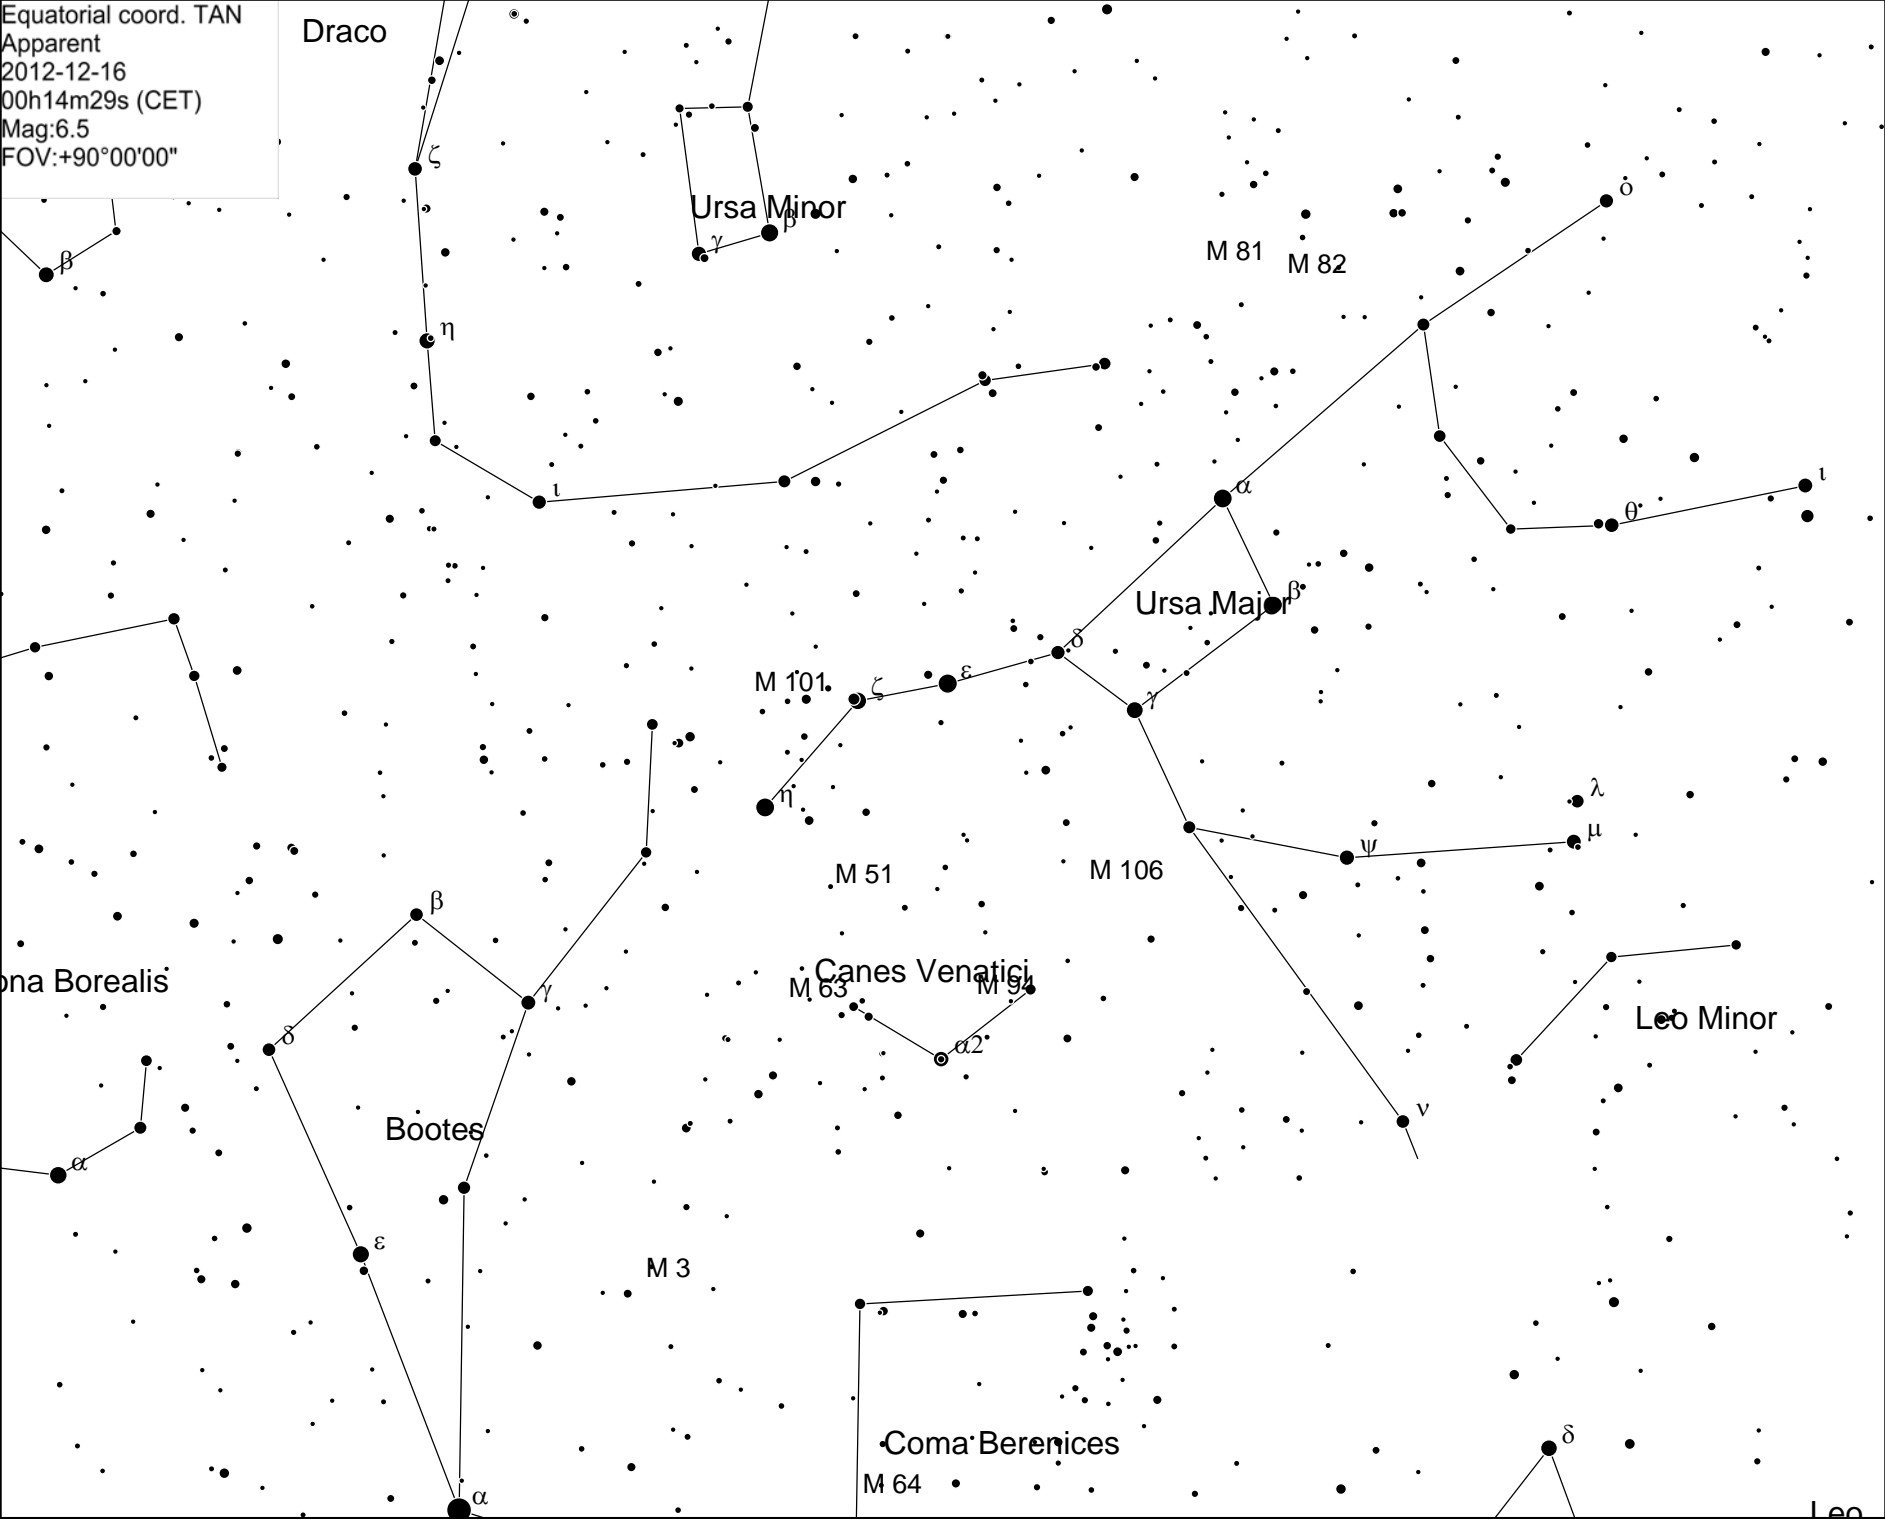 Equatorial coord. TAN
Apparent
2012-12-16
00h14m29s (CET)
Mag:6.5
FOV:+90°00'00"
Draco
ζ
ο
Ursa Minor
β
γ
M 81
M 82
β
η
ι
α
ι
θ
Ursa Major
β
δ
ε
M 101
ζ
γ
η
λ
μ
ψ
M 51
M 106
β
ona Borealis
Canes Venatici
M 63
M 94
γ
Leo Minor
δ
α2
ν
Bootes
α
ε
M 3
δ
Coma Berenices
M 64
α
Leo